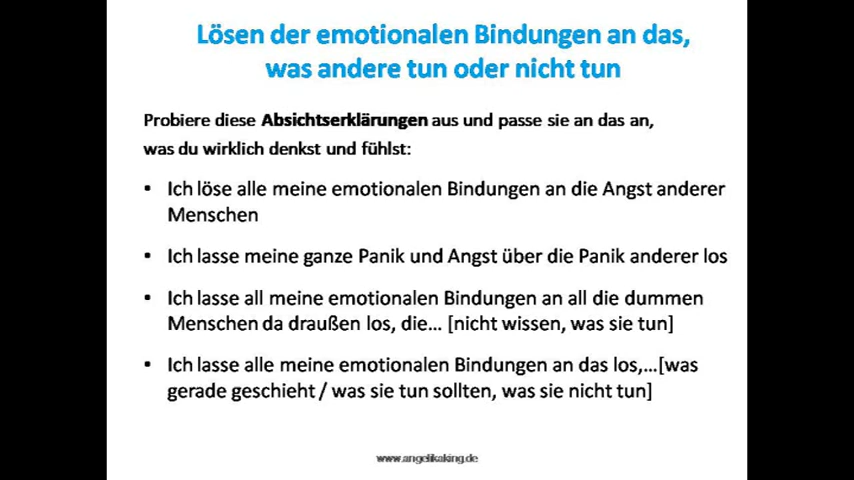 Lösen der emotionalen Bindungen an das,
was andere tun oder nicht tun
Probiere diese Absichtserklärungen aus und passe sie an das an,
was du wirklich denkst und fühlst:
• Ich löse alle meine emotionalen Bindungen an die Angst anderer
Menschen
• Ich lasse meine ganze Panik und Angst über die Panik anderer los
• Ich lasse all meine emotionalen Bindungen an all die dummen
Menschen da draußen los, die… [nicht wissen, was sie tun]
• Ich lasse alle meine emotionalen Bindungen an das los,…[was
gerade geschieht / was sie tun sollten, was sie nicht tun]
www.angelikaking.de